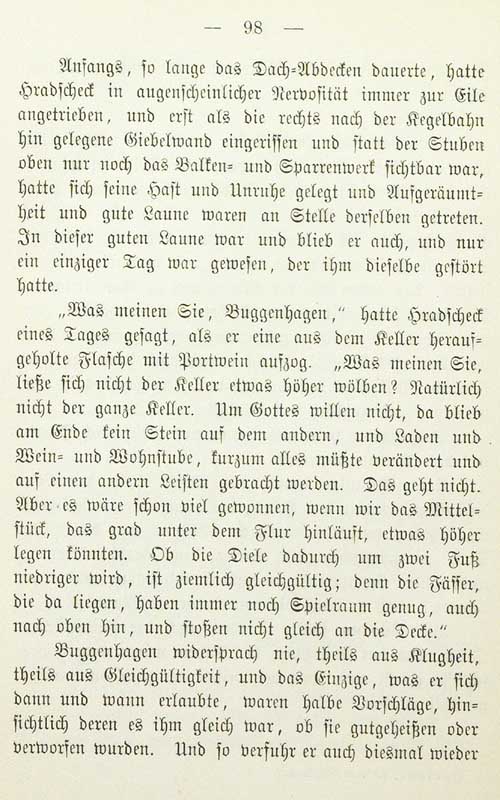 — 98 —
Anfangs, so lange das Dach-Abdecken dauerte, hatte
Hradscheck in augenscheinlicher Nervosität immer zur Eile
angetrieben, und erst als die rechts nach der Kegelbahn
hin gelegene Giebelwand eingerissen und statt der Stuben
oben nur noch das Balken- und Sparrenwerk sichtbar war,
hatte sich seine Hast und Unruhe gelegt und Aufgeräumt-
heit und gute Laune waren an Stelle derselben getreten.
In dieser guten Laune war und blieb er auch, und nur
ein einziger Tag war gewesen, der ihm dieselbe gestört
hatte.
„Was meinen Sie, Buggenhagen,“ hatte Hradscheck
eines Tages gesagt, als er eine aus dem Keller herauf-
geholte Flasche mit Portwein aufzog. „Was meinen Sie,
ließe sich nicht der Keller etwas höher wölben? Natürlich
nicht der ganze Keller. Um Gottes willen nicht, da blieb
am Ende kein Stein auf dem andern, und Laden und
Wein- und Wohnstube, kurzum alles müßte verändert und
auf einen andern Leisten gebracht werden. Das geht nicht.
Aber es wäre schon viel gewonnen, wenn wir das Mittel-
stück, das grad unter dem Flur hinläuft, etwas höher
legen könnten. Ob die Diele dadurch um zwei Fuß
niedriger wird, ist ziemlich gleichgültig; denn die Fässer,
die da liegen, haben immer noch Spielraum genug, auch
nach oben hin, und stoßen nicht gleich an die Decke.“
Buggenhagen widersprach nie, theils aus Klugheit,
theils aus Gleichgültigkeit, und das Einzige, was er sich
dann und wann erlaubte, waren halbe Vorschläge, hin-
sichtlich deren es ihm gleich war, ob sie gutgeheißen oder
verworfen wurden. Und so verfuhr er auch diesmal wieder